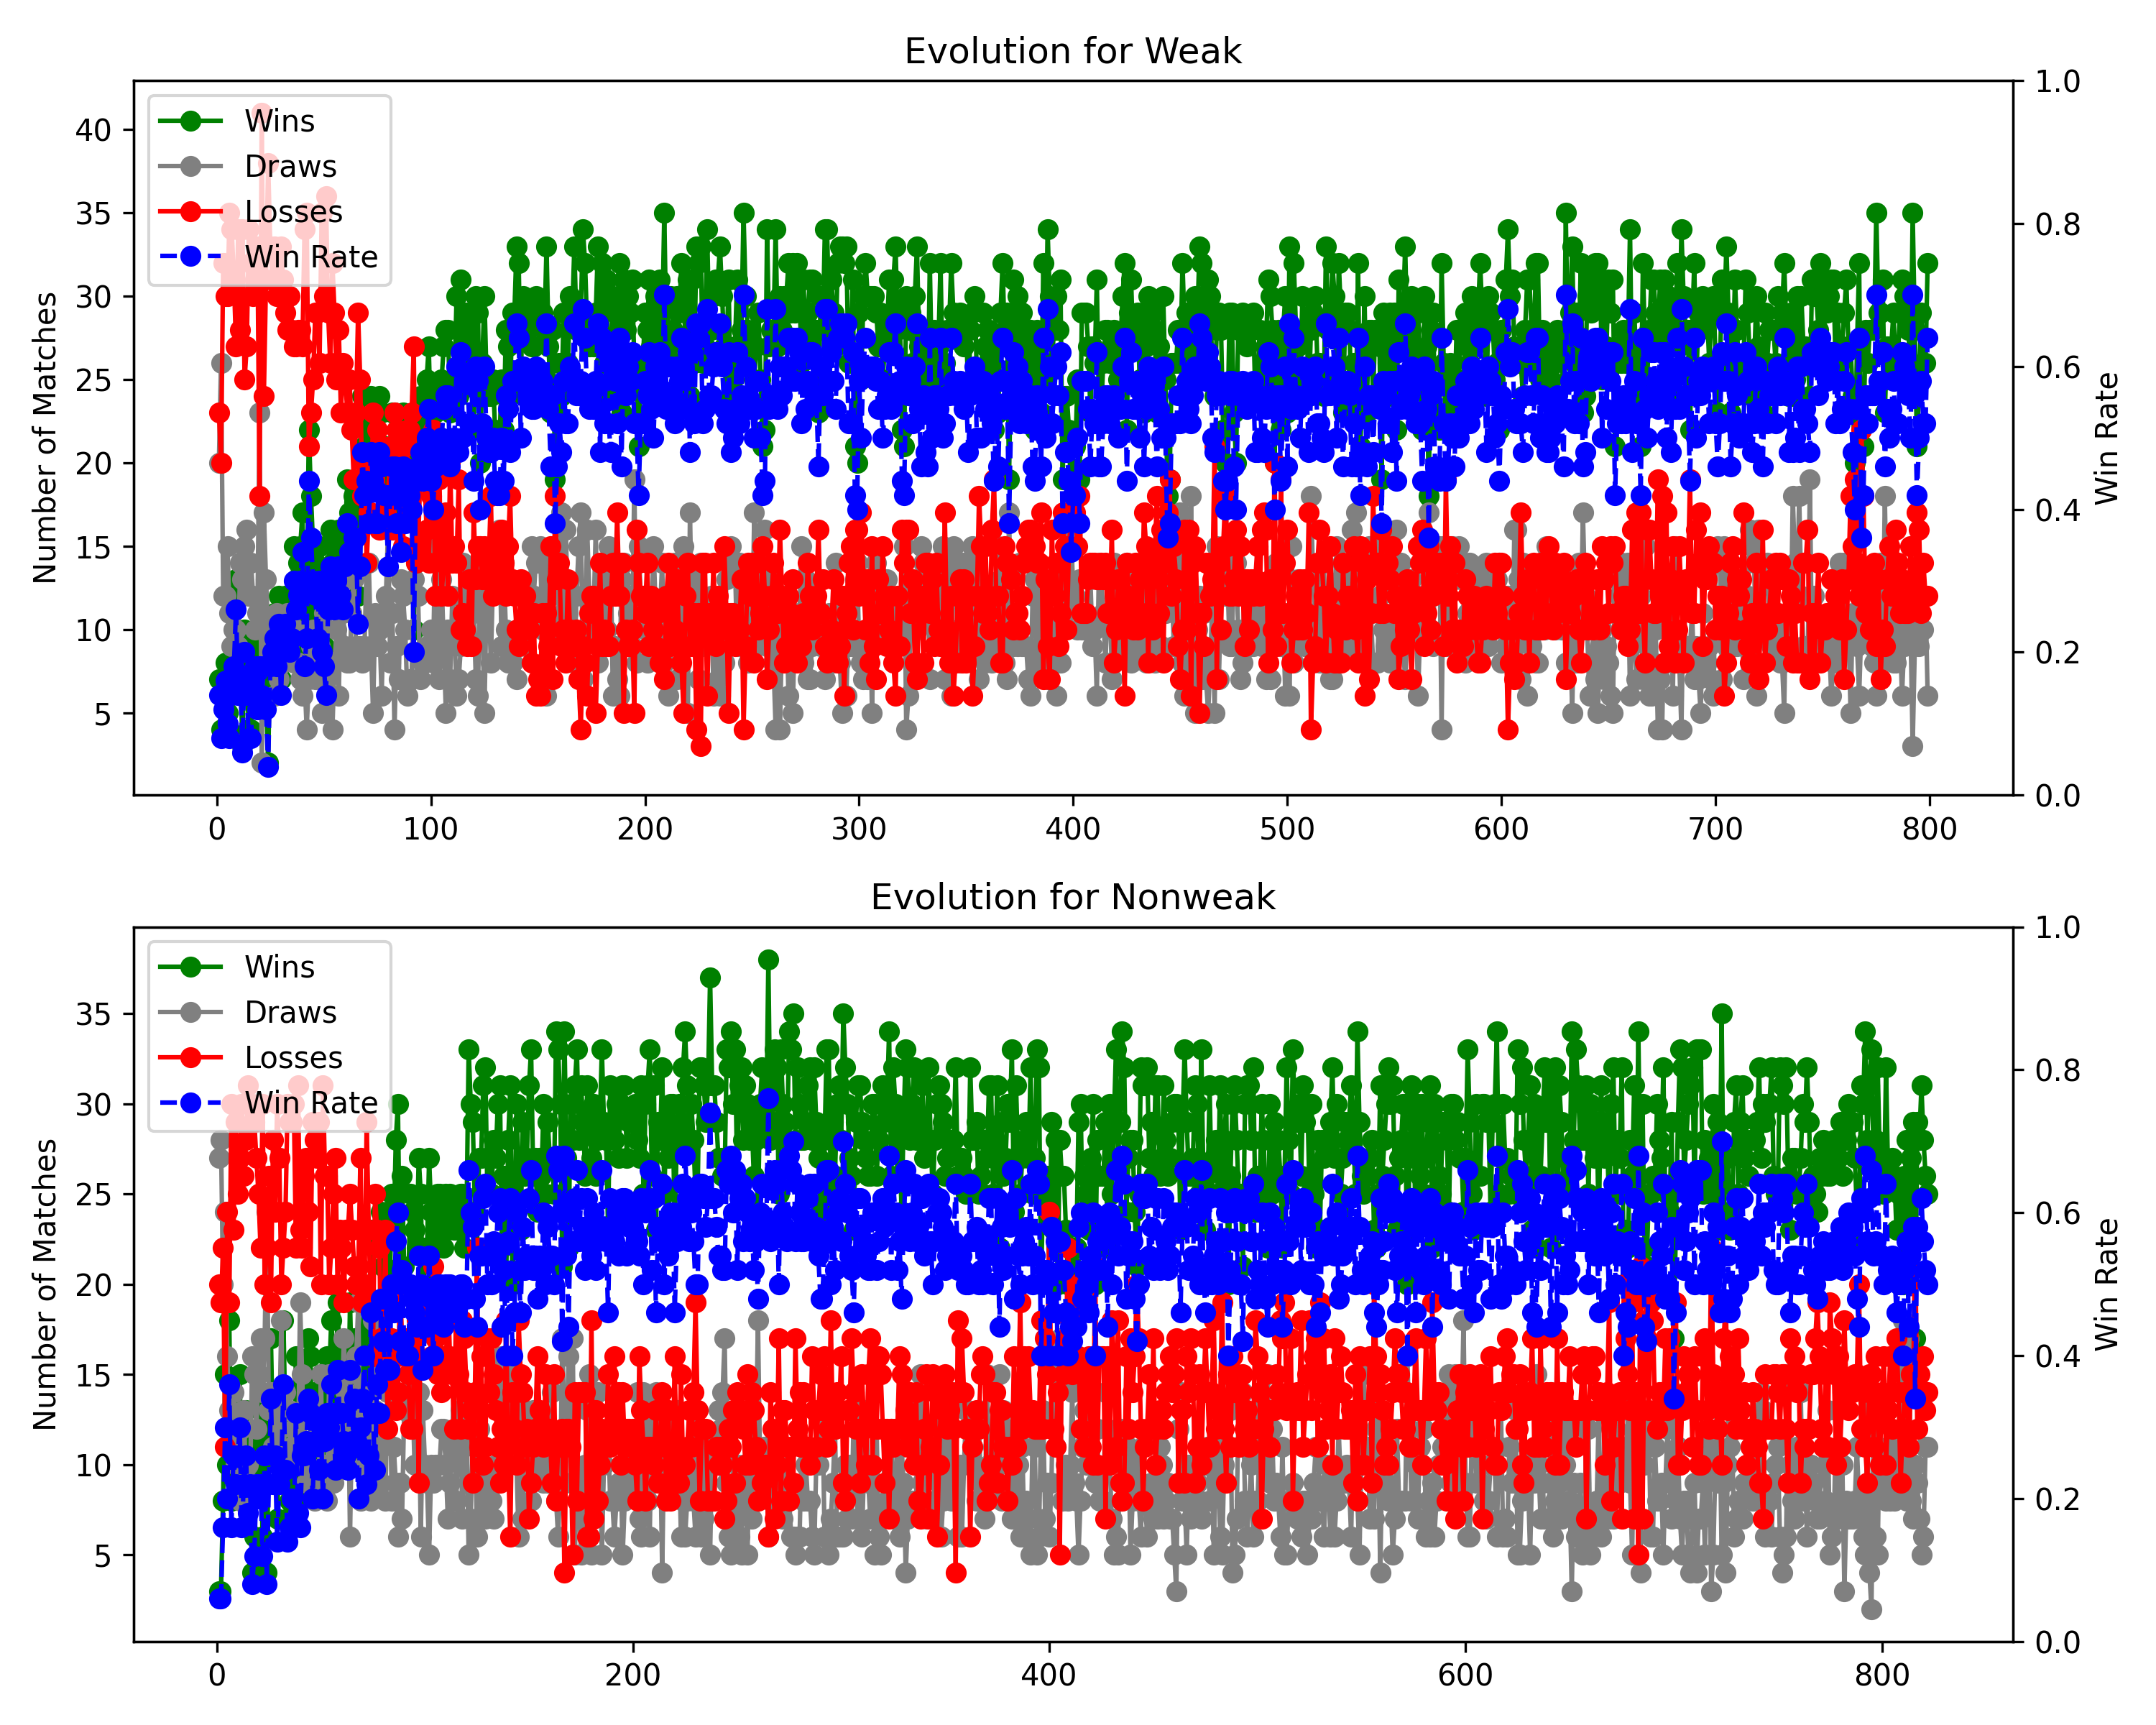 Evolution for Weak
Number of Matches
40
35
30
25
20
15
10
5
Wins
Draws
Losses
Win Rate
1.0
0.8
0.6
0.4
0.2
0.0
Win Rate
0 100 200 300 400 500 600 700 800
Evolution for Nonweak
Number of Matches
35
30
25
20
15
10
5
Wins
Draws
Losses
Win Rate
1.0
0.8
0.6
0.4
0.2
0.0
Win Rate
0 200 400 600 800